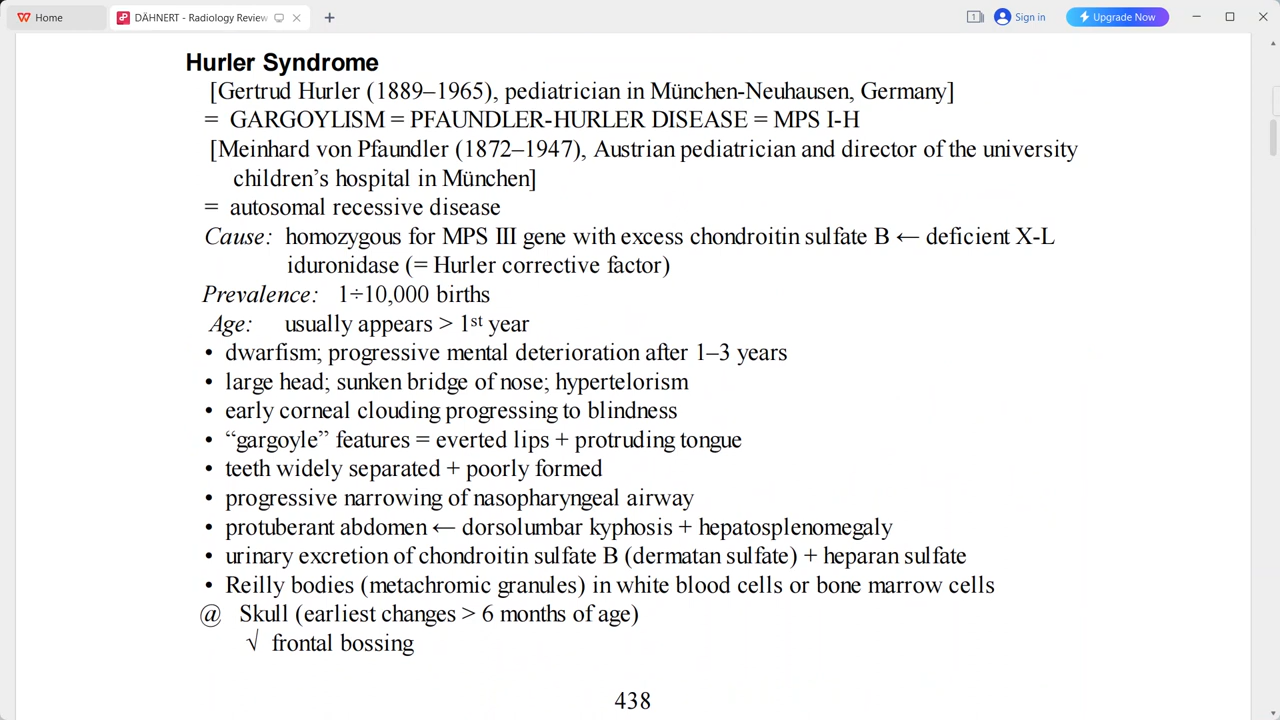 Home
DÄHNERT - Radiology Review
1
Sign in
Upgrade Now
Hurler Syndrome
[Gertrud Hurler (1889–1965), pediatrician in München-Neuhausen, Germany]
= GARGOYLISM = PFAUNDLER-HURLER DISEASE = MPS I-H
[Meinhard von Pfaundler (1872–1947), Austrian pediatrician and director of the university
children’s hospital in München]
= autosomal recessive disease
Cause: homozygous for MPS III gene with excess chondroitin sulfate B ← deficient X-L
iduronidase (= Hurler corrective factor)
Prevalence: 1÷10,000 births
Age: usually appears > 1st year
• dwarfism; progressive mental deterioration after 1–3 years
• large head; sunken bridge of nose; hypertelorism
• early corneal clouding progressing to blindness
• “gargoyle” features = everted lips + protruding tongue
• teeth widely separated + poorly formed
• progressive narrowing of nasopharyngeal airway
• protuberant abdomen ← dorsolumbar kyphosis + hepatosplenomegaly
• urinary excretion of chondroitin sulfate B (dermatan sulfate) + heparan sulfate
• Reilly bodies (metachromic granules) in white blood cells or bone marrow cells
@ Skull (earliest changes > 6 months of age)
√ frontal bossing
438